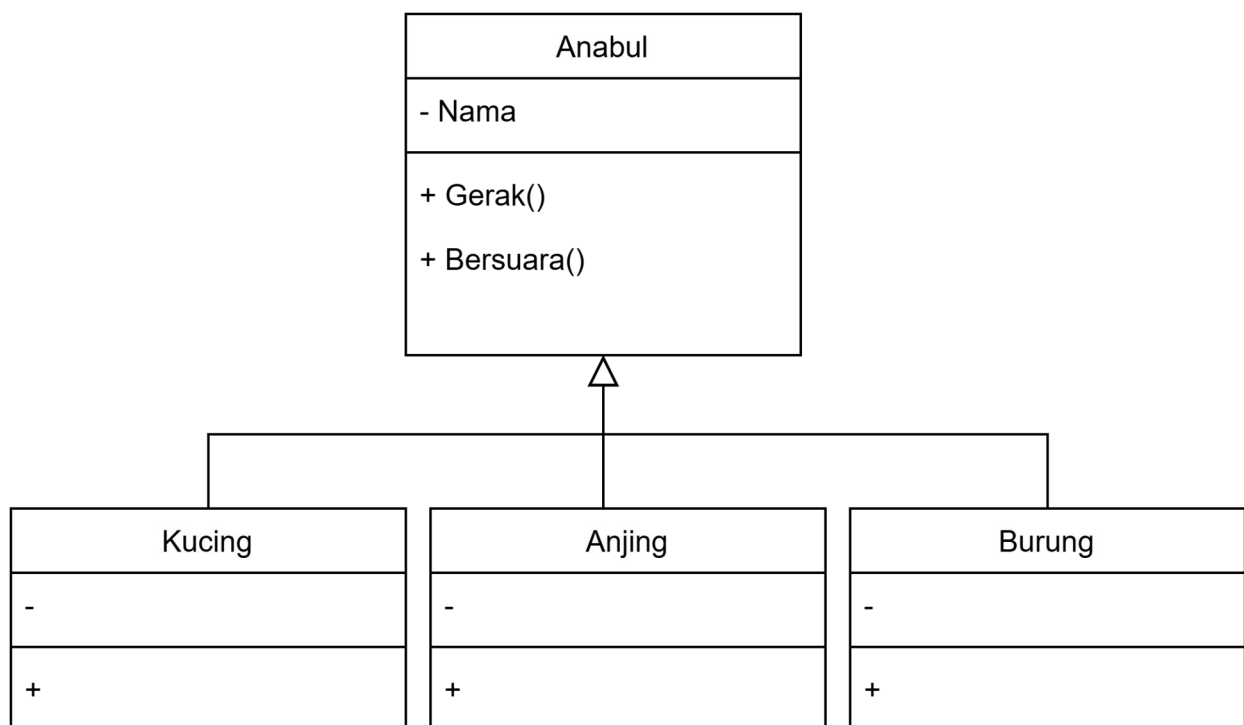 Anabul
- Nama
+ Gerak()
+ Bersuara()
Kucing
-
+
Anjing
-
+
Burung
-
+